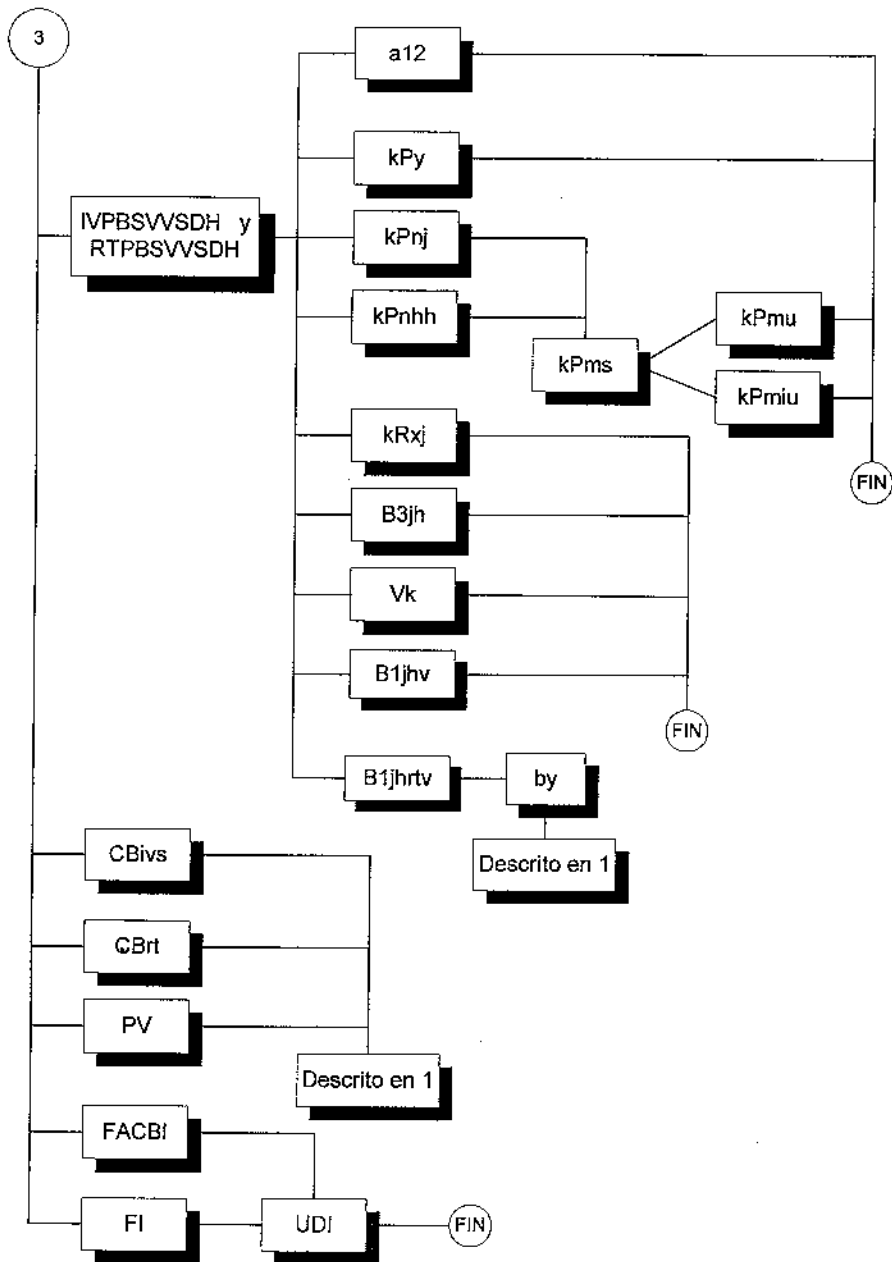 3
a12
kPy
IVPBSVVSDH y
RTPBSVVSDH
kPnj
kPnhh
kPms
kPmu
kPmiu
FIN
kRxj
B3jh
Vk
B1jhv
FIN
B1jhrtv
by
Descrito en 1
CBivs
CBrt
PV
Descrito en 1
FACBI
FI
UDI
FIN